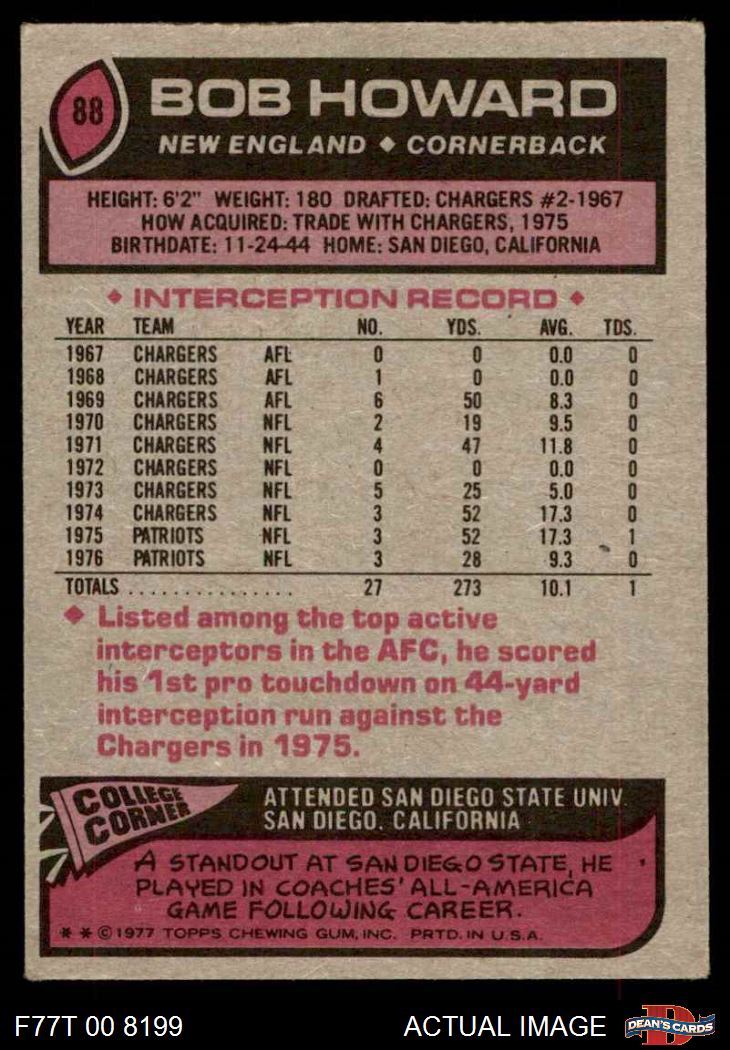 88
BOB HOWARD
NEW ENGLAND ◆ CORNERBACK
HEIGHT: 6'2" WEIGHT: 180 DRAFTED: CHARGERS #2-1967
HOW ACQUIRED: TRADE WITH CHARGERS, 1975
BIRTHDATE: 11-24-44 HOME: SAN DIEGO, CALIFORNIA
◆ INTERCEPTION RECORD ◆
YEAR TEAM NO. YDS. AVG. TDS.
1967 CHARGERS AFL 0 0 0.0 0
1968 CHARGERS AFL 1 0 0.0 0
1969 CHARGERS AFL 6 50 8.3 0
1970 CHARGERS NFL 2 19 9.5 0
1971 CHARGERS NFL 4 47 11.8 0
1972 CHARGERS NFL 0 0 0.0 0
1973 CHARGERS NFL 5 25 5.0 0
1974 CHARGERS NFL 3 52 17.3 0
1975 PATRIOTS NFL 3 52 17.3 1
1976 PATRIOTS NFL 3 28 9.3 0
TOTALS ............... 27 273 10.1 1
◆ Listed among the top active
interceptors in the AFC, he scored
his 1st pro touchdown on 44-yard
interception run against the
Chargers in 1975.
COLLEGE
CORNER
ATTENDED SAN DIEGO STATE UNIV.
SAN DIEGO, CALIFORNIA
A STANDOUT AT SAN DIEGO STATE, HE
PLAYED IN COACHES' ALL-AMERICA
GAME FOLLOWING CAREER.
* * © 1977 TOPPS CHEWING GUM, INC. PRTD. IN U.S.A.
F77T 00 8199
ACTUAL IMAGE
D
DEAN'S CARDS